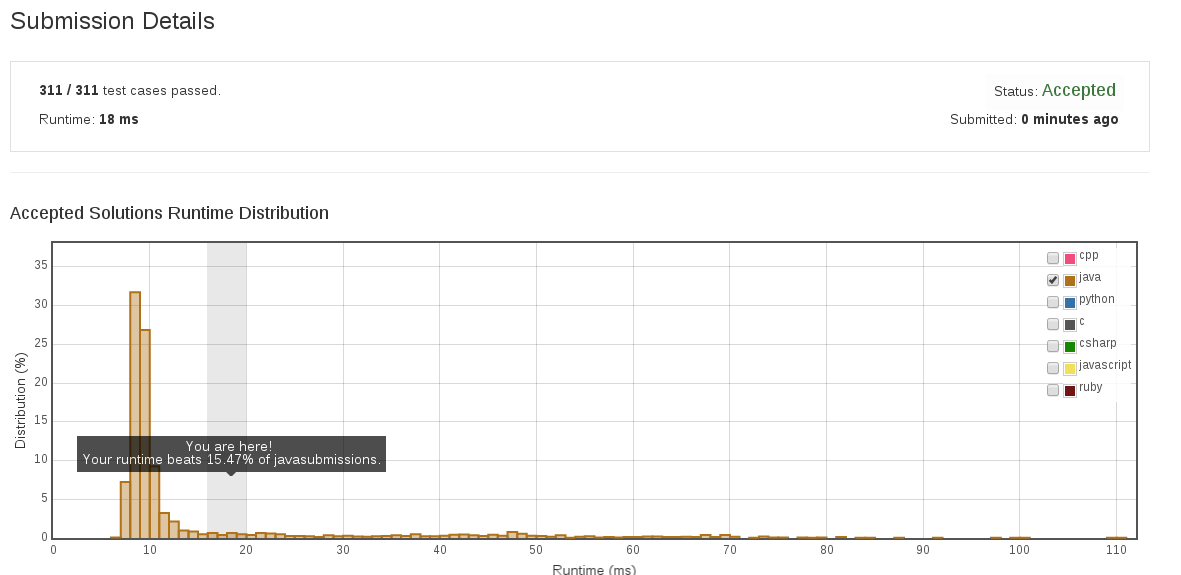 Submission Details
311 / 311 test cases passed.
Status: Accepted
Runtime: 18 ms
Submitted: 0 minutes ago
Accepted Solutions Runtime Distribution
cpp
java
python
c
csharp
javascript
ruby
Distribution (%)
35
30
25
20
15
10
5
0
You are here!
Your runtime beats 15.47% of javasubmissions.
0 10 20 30 40 50 60 70 80 90 100 110
Runtime (ms)